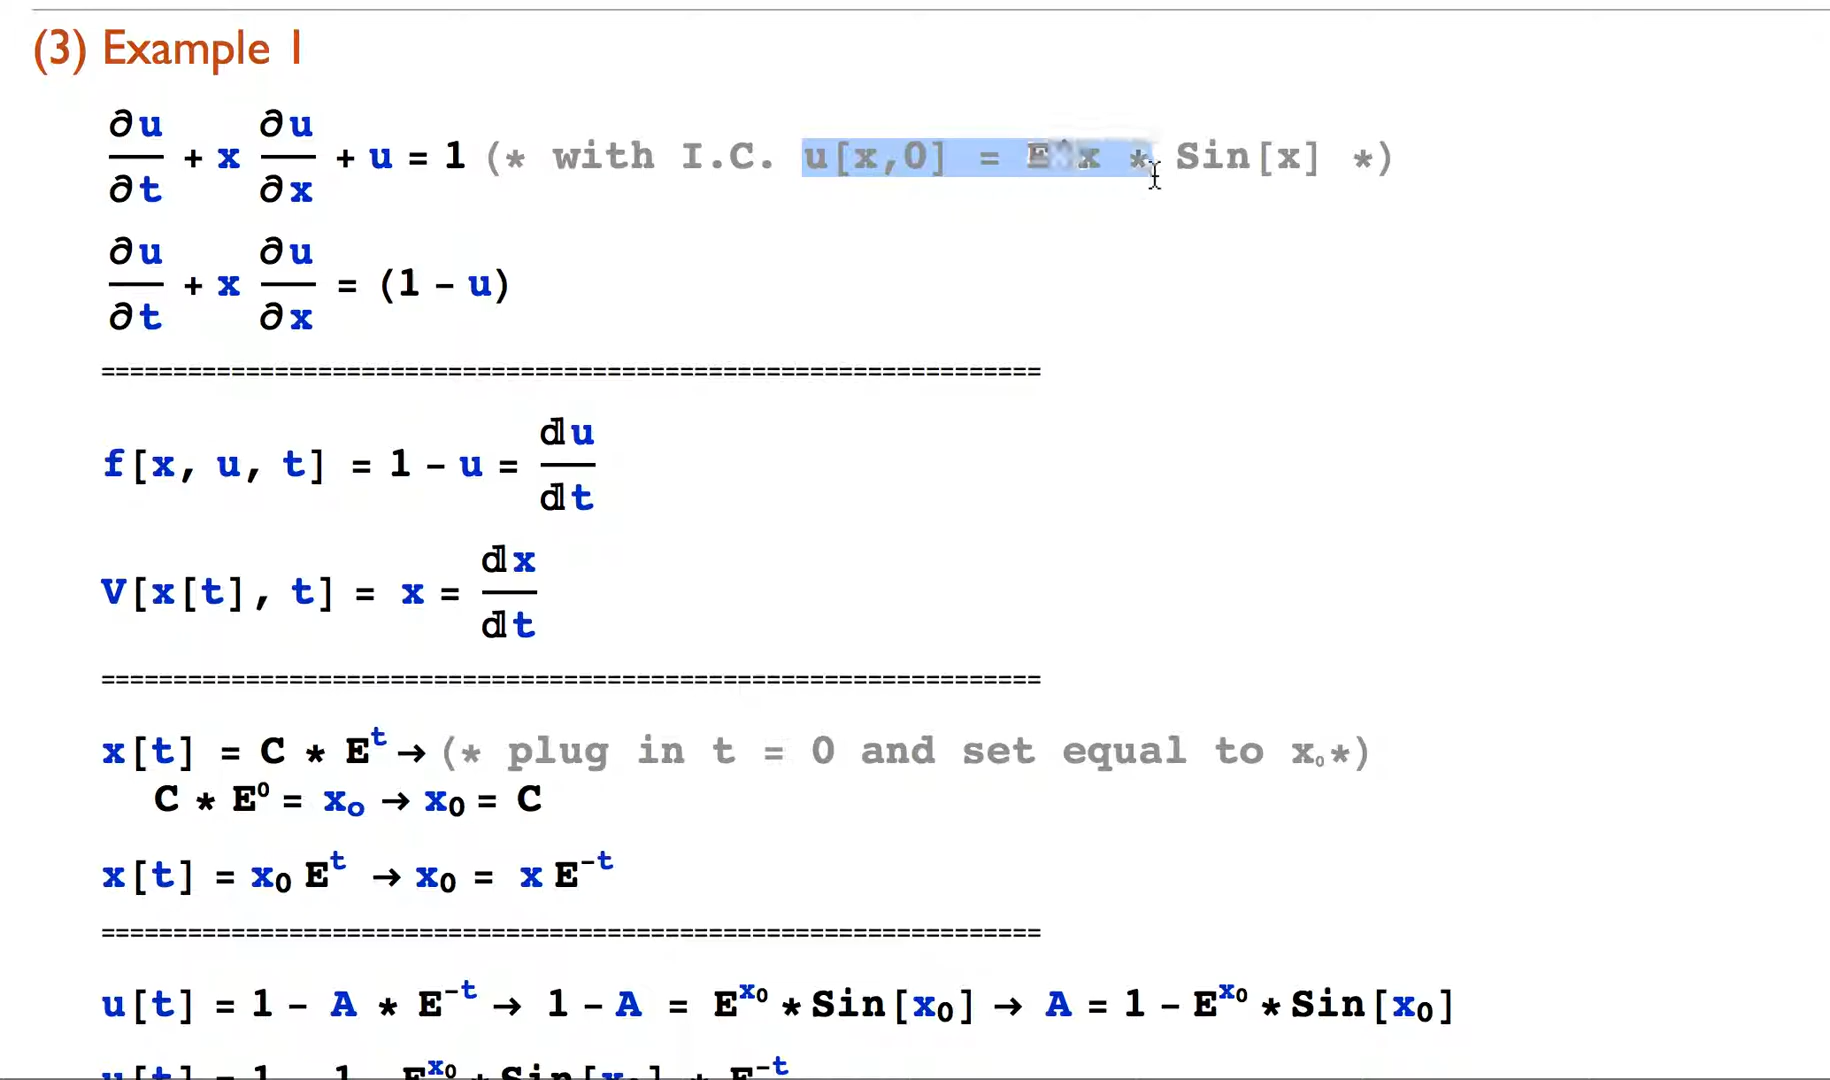 (3) Example 1
∂u/∂t + x ∂u/∂x + u = 1 (* with I.C. u[x,0] = E^x * Sin[x] *)
∂u/∂t + x ∂u/∂x = (1 - u)
==================================================================
f[x, u, t] = 1 - u = ⅆu/ⅆt
V[x[t], t] = x = ⅆx/ⅆt
==================================================================
x[t] = C * E^t → (* plug in t = 0 and set equal to x₀*)
C * E^0 = x_o → x₀ = C
x[t] = x₀ E^t → x₀ = x E^-t
==================================================================
u[t] = 1 - A * E^-t → 1 - A = E^x₀ * Sin[x₀] → A = 1 - E^x₀ * Sin[x₀]